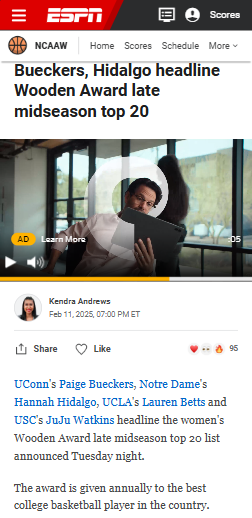 ESPN
Scores
NCAAW
Home Scores Schedule More
Bueckers, Hidalgo headline
Wooden Award late
midseason top 20
AD Learn More :05
Kendra Andrews
Feb 11, 2025, 07:00 PM ET
Share Like 95
UConn's Paige Bueckers, Notre Dame's
Hannah Hidalgo, UCLA's Lauren Betts and
USC's JuJu Watkins headline the women's
Wooden Award late midseason top 20 list
announced Tuesday night.
The award is given annually to the best
college basketball player in the country.